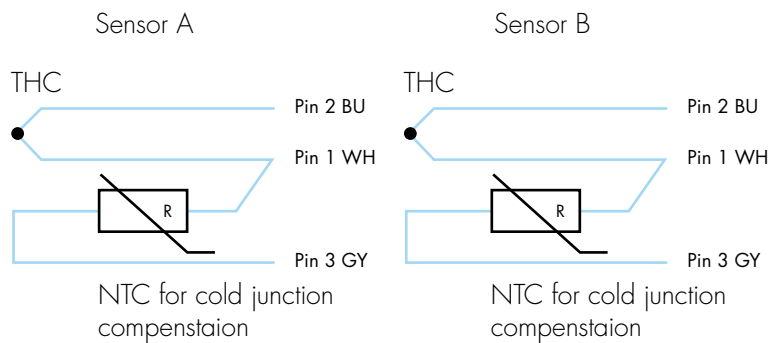 Sensor A
THC
Pin 2 BU
Pin 1 WH
R
Pin 3 GY
NTC for cold junction
compenstaion
Sensor B
THC
Pin 2 BU
Pin 1 WH
R
Pin 3 GY
NTC for cold junction
compenstaion